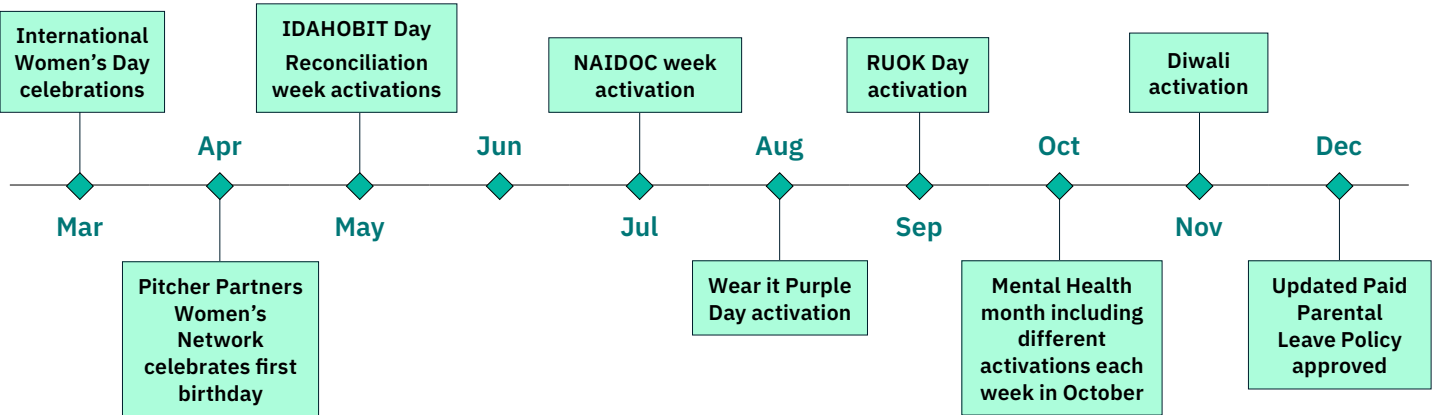 International
Women’s Day
celebrations
IDAHOBIT Day
Reconciliation
week activations
NAIDOC week
activation
RUOK Day
activation
Diwali
activation
Apr
Jun
Aug
Oct
Dec
Mar
May
Jul
Sep
Nov
Pitcher Partners
Women’s
Network
celebrates first
birthday
Wear it Purple
Day activation
Mental Health
month including
different
activations each
week in October
Updated Paid
Parental
Leave Policy
approved